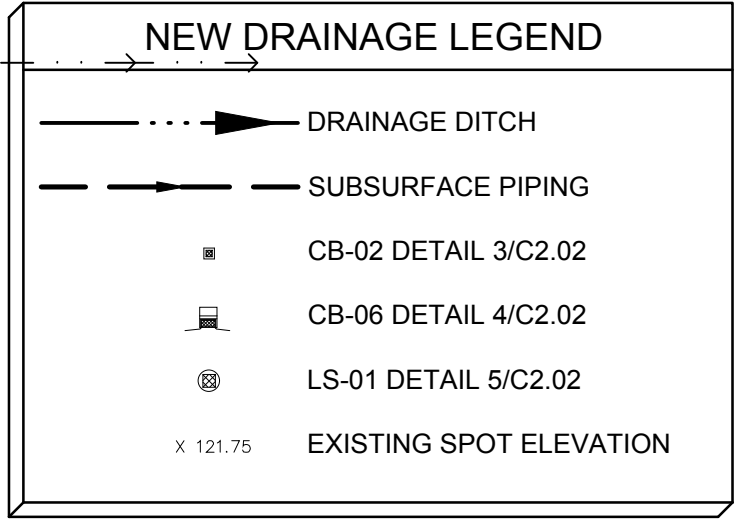 NEW DRAINAGE LEGEND
DRAINAGE DITCH
SUBSURFACE PIPING
CB-02 DETAIL 3/C2.02
CB-06 DETAIL 4/C2.02
LS-01 DETAIL 5/C2.02
X 121.75 EXISTING SPOT ELEVATION